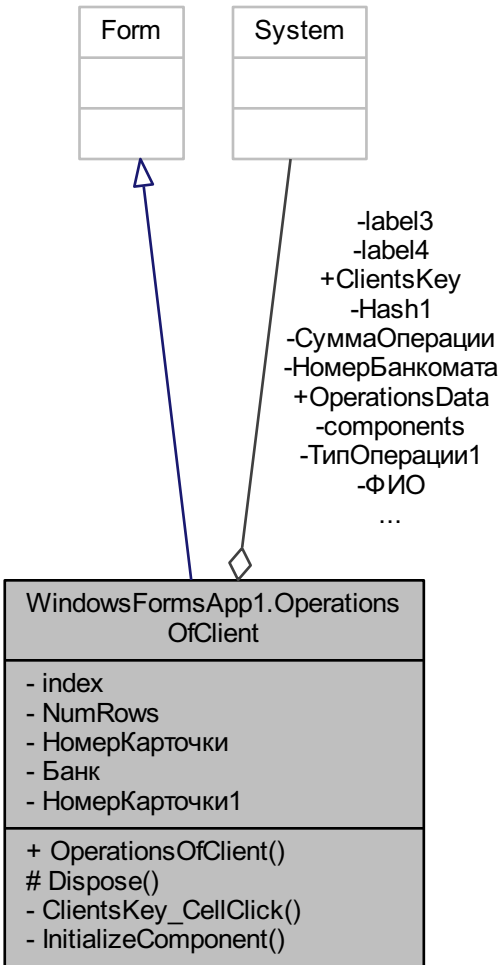 Form
System
-label3
-label4
+ClientsKey
-Hash1
-СуммаОперации
-НомерБанкомата
+OperationsData
-components
-ТипОперации1
-ФИО
...
WindowsFormsApp1.Operations
OfClient
- index
- NumRows
- НомерКарточки
- Банк
- НомерКарточки1
+ OperationsOfClient()
# Dispose()
- ClientsKey_CellClick()
- InitializeComponent()